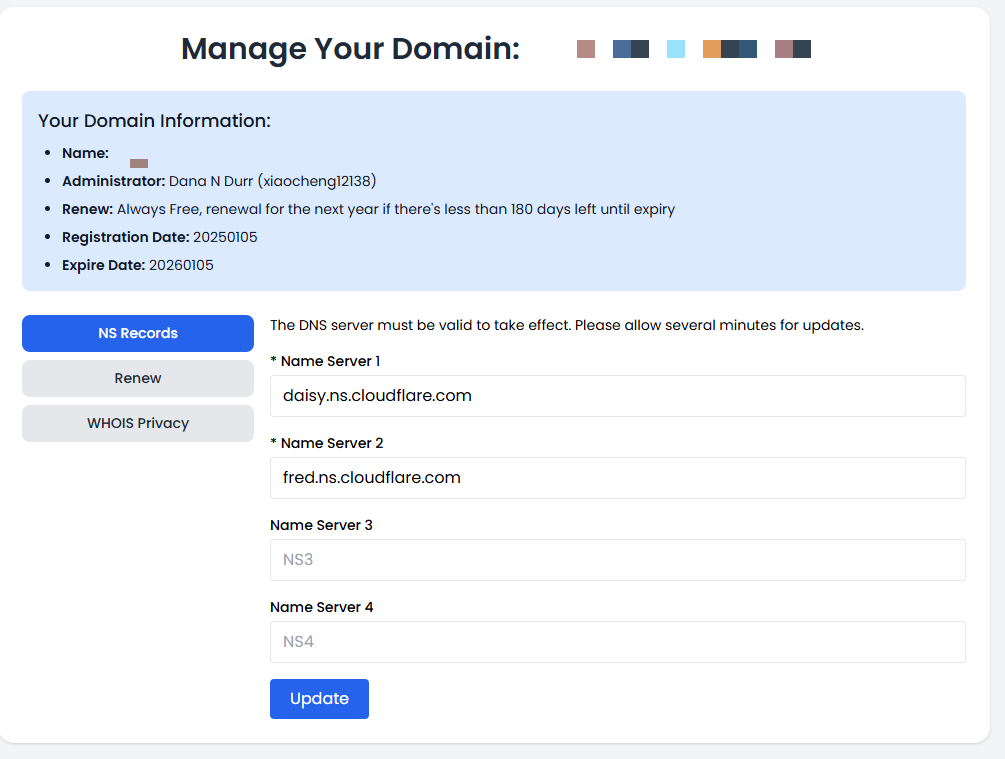 Manage Your Domain:
Your Domain Information:
Name:
Administrator: Dana N Durr (xiaocheng12138)
Renew: Always Free, renewal for the next year if there's less than 180 days left until expiry
Registration Date: 20250105
Expire Date: 20260105
NS Records
Renew
WHOIS Privacy
The DNS server must be valid to take effect. Please allow several minutes for updates.
* Name Server 1
daisy.ns.cloudflare.com
* Name Server 2
fred.ns.cloudflare.com
Name Server 3
NS3
Name Server 4
NS4
Update